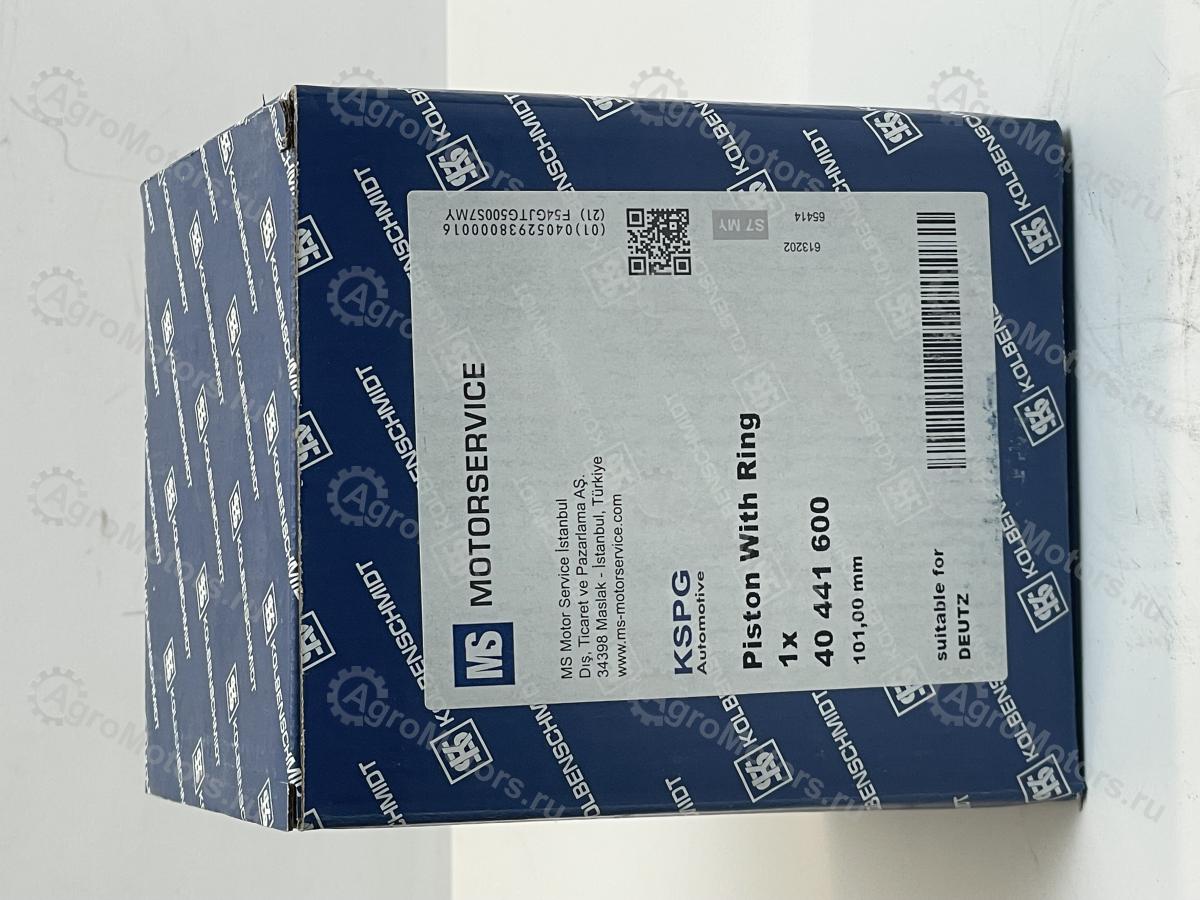 MS MOTORSERVICE
MS Motor Service İstanbul
Dış, Ticaret ve Pazarlama AŞ.
34398 Maslak - İstanbul, Türkiye
www.ms-motorservice.com
KSPG
Automotive
Piston With Ring
1x
40 441 600
101,00 mm
suitable for
DEUTZ
(01)04052938000016
(21) F54GJTG500S7MY
S7 MY
613202
65414
KOLBENSCHMIDT
AgroMotors.ru